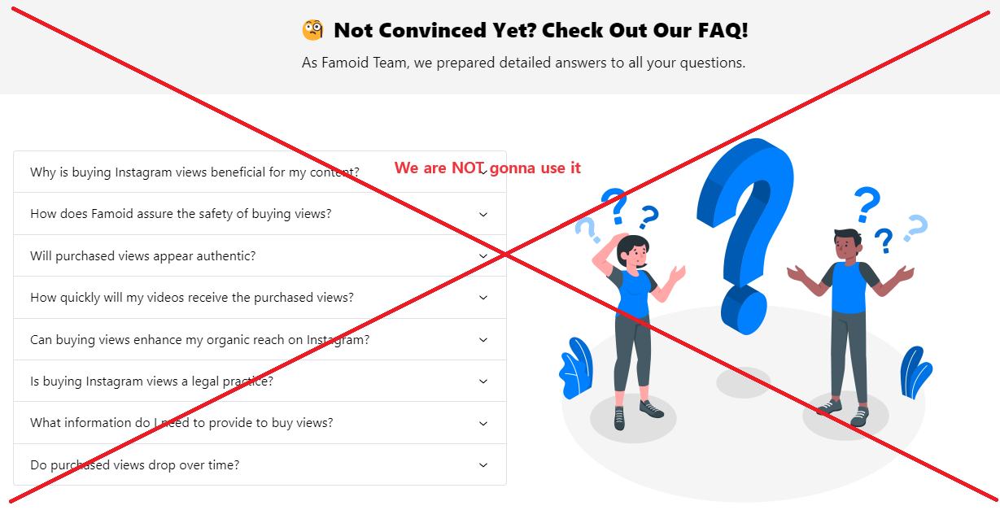 Not Convinced Yet? Check Out Our FAQ!
As Famoid Team, we prepared detailed answers to all your questions.
Why is buying Instagram views beneficial for my content?
We are NOT gonna use it
How does Famoid assure the safety of buying views?
Will purchased views appear authentic?
How quickly will my videos receive the purchased views?
Can buying views enhance my organic reach on Instagram?
Is buying Instagram views a legal practice?
What information do I need to provide to buy views?
Do purchased views drop over time?